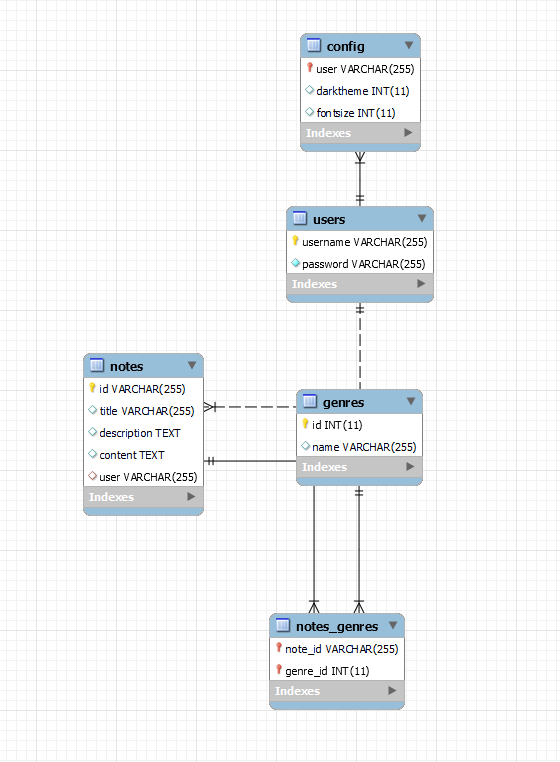 config
user VARCHAR(255)
darktheme INT(11)
fontsize INT(11)
Indexes
users
username VARCHAR(255)
password VARCHAR(255)
Indexes
notes
id VARCHAR(255)
title VARCHAR(255)
description TEXT
content TEXT
user VARCHAR(255)
Indexes
genres
id INT(11)
name VARCHAR(255)
Indexes
notes_genres
note_id VARCHAR(255)
genre_id INT(11)
Indexes